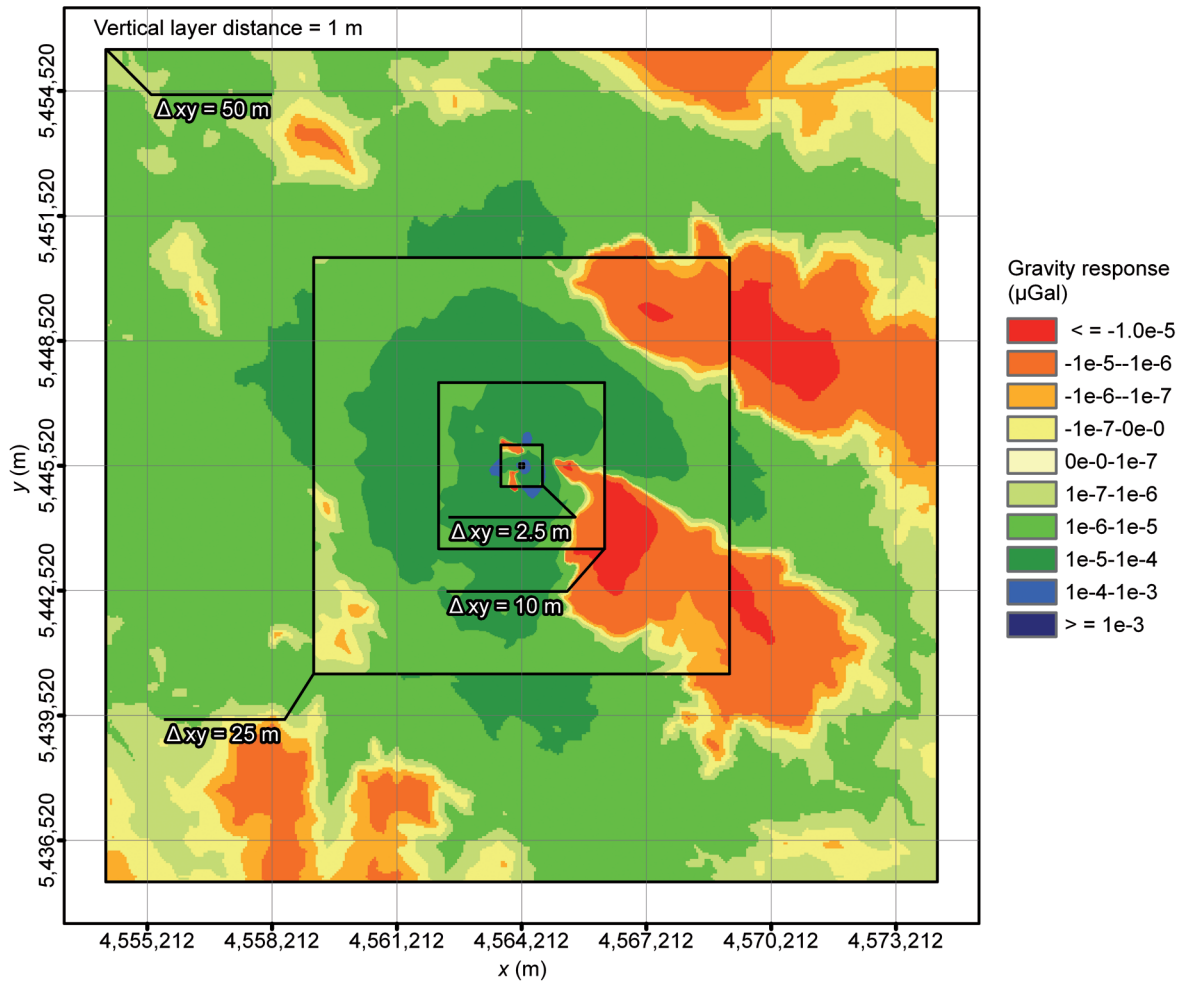 Vertical layer distance = 1 m
Δ xy = 50 m
Δ xy = 2.5 m
Δ xy = 10 m
Δ xy = 25 m
5,454,520
5,451,520
5,448,520
5,445,520
5,442,520
5,439,520
5,436,520
y (m)
4,555,212
4,558,212
4,561,212
4,564,212
4,567,212
4,570,212
4,573,212
x (m)
Gravity response
(µGal)
< = -1.0e-5
-1e-5--1e-6
-1e-6--1e-7
-1e-7-0e-0
0e-0-1e-7
1e-7-1e-6
1e-6-1e-5
1e-5-1e-4
1e-4-1e-3
> = 1e-3